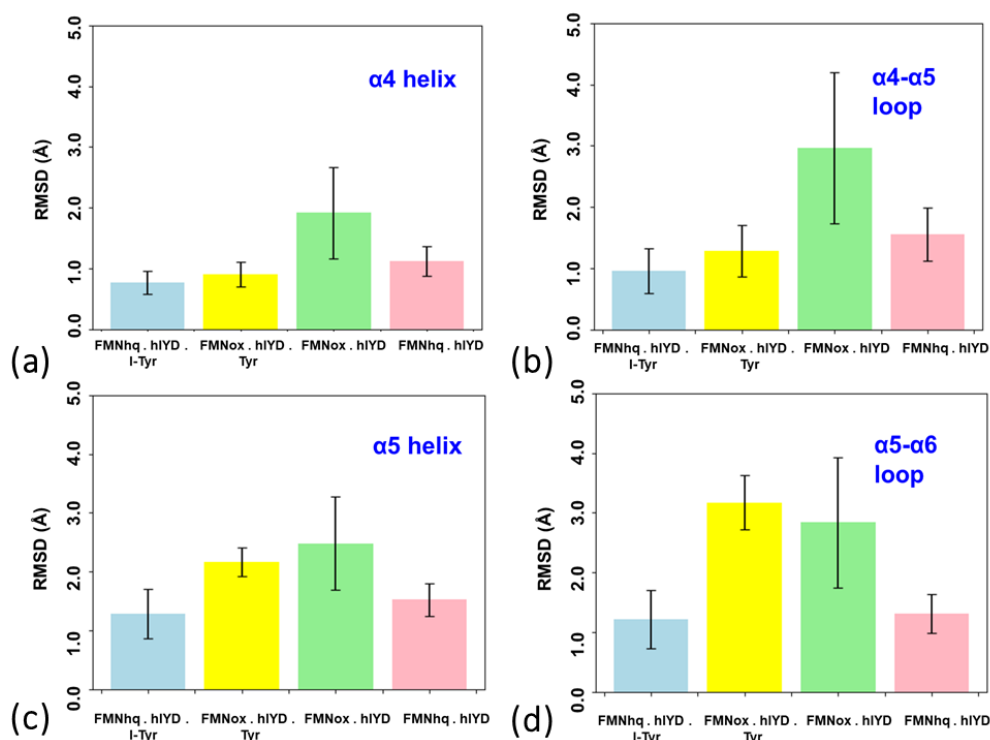 5.0
4.0
3.0
2.0
1.0
0.0
RMSD (Å)
α4 helix
FMNhq . hIYD . I-Tyr
FMNox . hIYD . Tyr
FMNox . hIYD
FMNhq . hIYD
(a)
5.0
4.0
3.0
2.0
1.0
0.0
RMSD (Å)
α4-α5
loop
FMNhq . hIYD .
I-Tyr
FMNox . hIYD .
Tyr
FMNox . hIYD
FMNhq . hIYD
(b)
5.0
4.0
3.0
2.0
1.0
0.0
RMSD (Å)
α5 helix
FMNhq . hIYD .
I-Tyr
FMNox . hIYD .
Tyr
FMNox . hIYD
FMNhq . hIYD
(c)
5.0
4.0
3.0
2.0
1.0
0.0
RMSD (Å)
α5-α6
loop
FMNhq . hIYD .
I-Tyr
FMNox . hIYD .
Tyr
FMNox . hIYD
FMNhq . hIYD
(d)